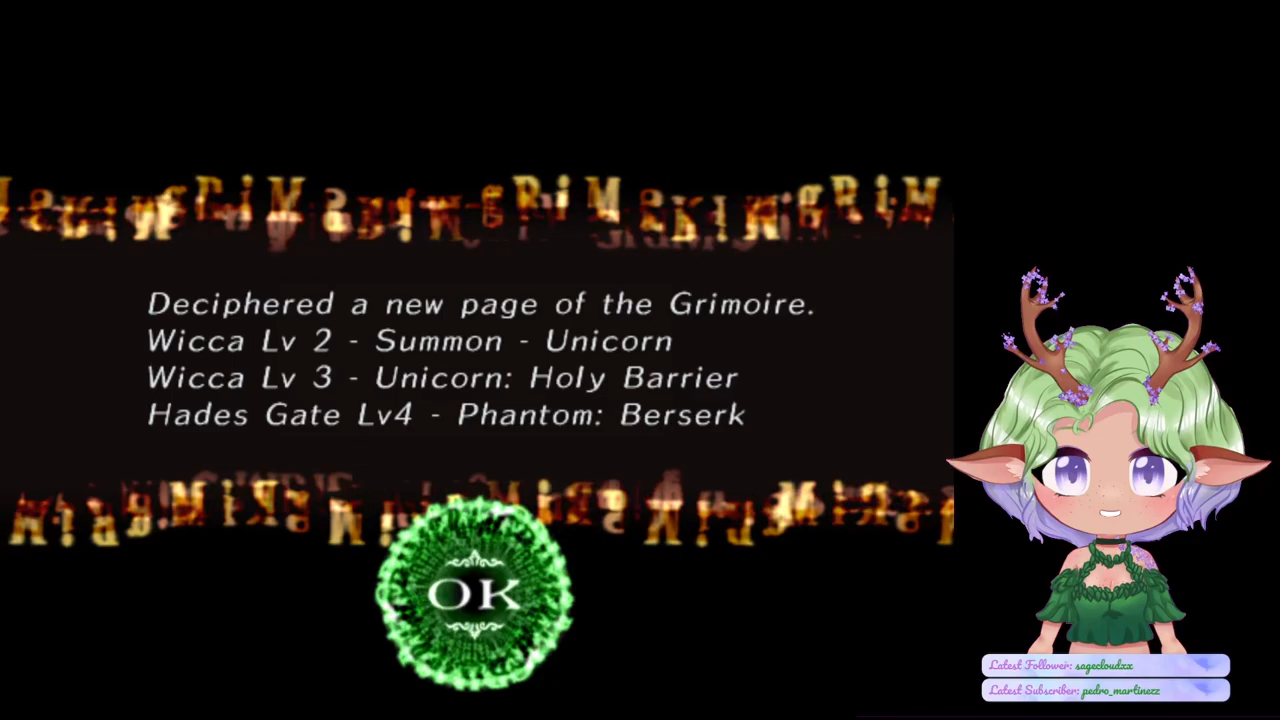 Deciphered a new page of the Grimoire.
Wicca Lv 2 - Summon - Unicorn
Wicca Lv 3 - Unicorn: Holy Barrier
Hades Gate Lv4 - Phantom: Berserk
OK
Latest Follower: sagecloudxx
Latest Subscriber: pedro_martinezz